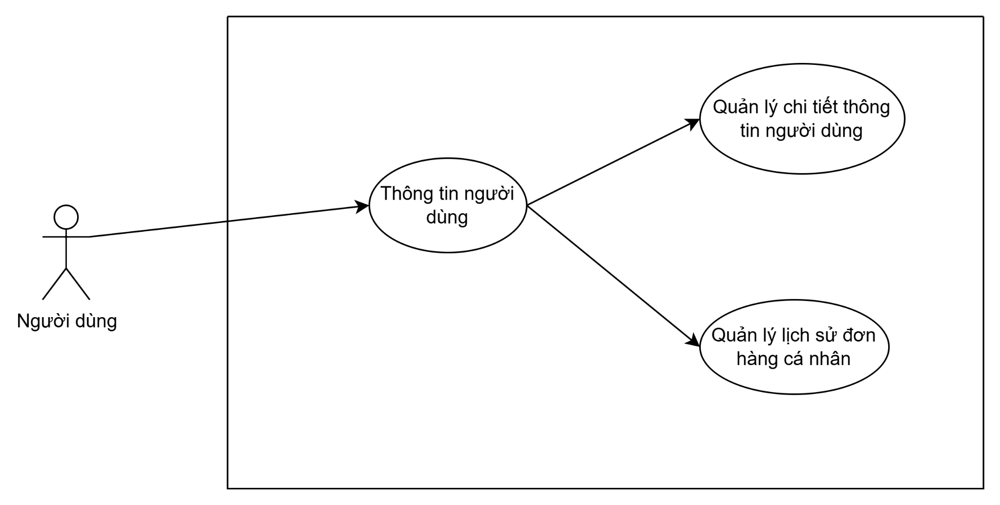 Quản lý chi tiết thông
tin người dùng
Thông tin người
dùng
Người dùng
Quản lý lịch sử đơn
hàng cá nhân